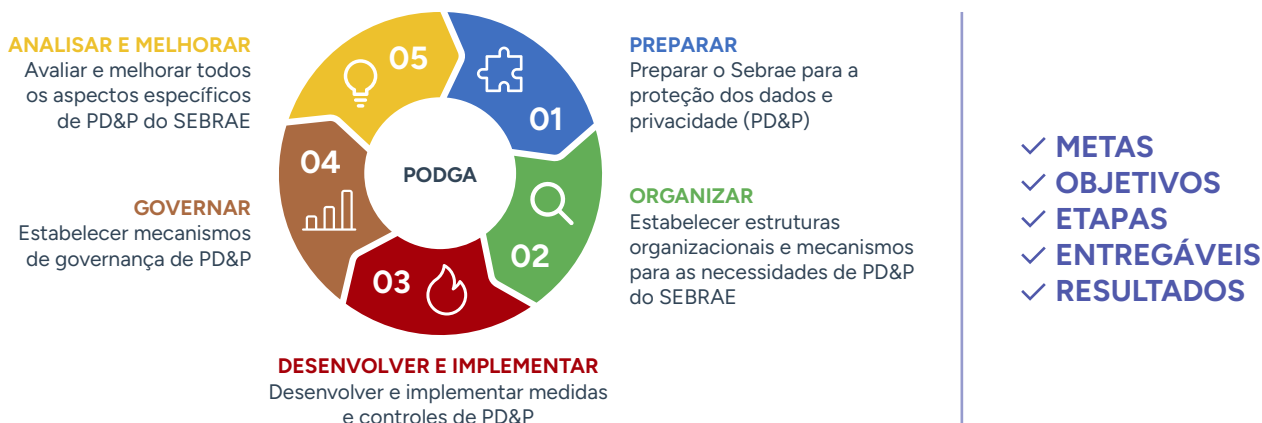 PREPARAR
Preparar o Sebrae para a
proteção dos dados e
privacidade (PD&P)
01
ORGANIZAR
Estabelecer estruturas
organizacionais e mecanismos
para as necessidades de PD&P
do SEBRAE
02
DESENVOLVER E IMPLEMENTAR
Desenvolver e implementar medidas
e controles de PD&P
03
GOVERNAR
Estabelecer mecanismos
de governança de PD&P
04
ANALISAR E MELHORAR
Avaliar e melhorar todos
os aspectos específicos
de PD&P do SEBRAE
05
PODGA
METAS
OBJETIVOS
ETAPAS
ENTREGÁVEIS
RESULTADOS